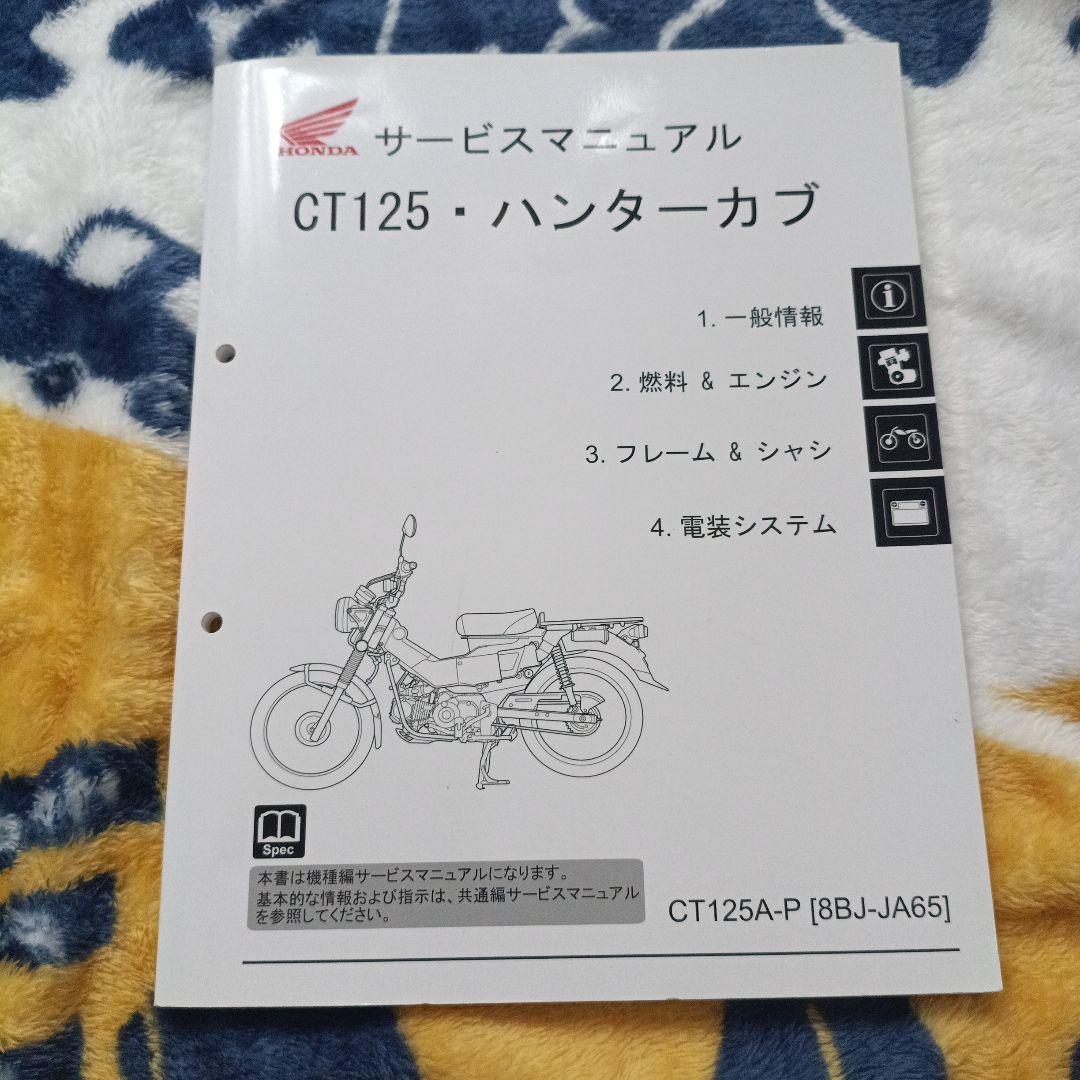 HONDA
サービスマニュアル
CT125・ハンターカブ
1. 一般情報
2. 燃料 & エンジン
3. フレーム & シャシ
4. 電装システム
Spec
本書は機種編サービスマニュアルになります。
基本的な情報および指示は、共通編サービスマニュアル
を参照してください。
CT125A-P [8BJ-JA65]